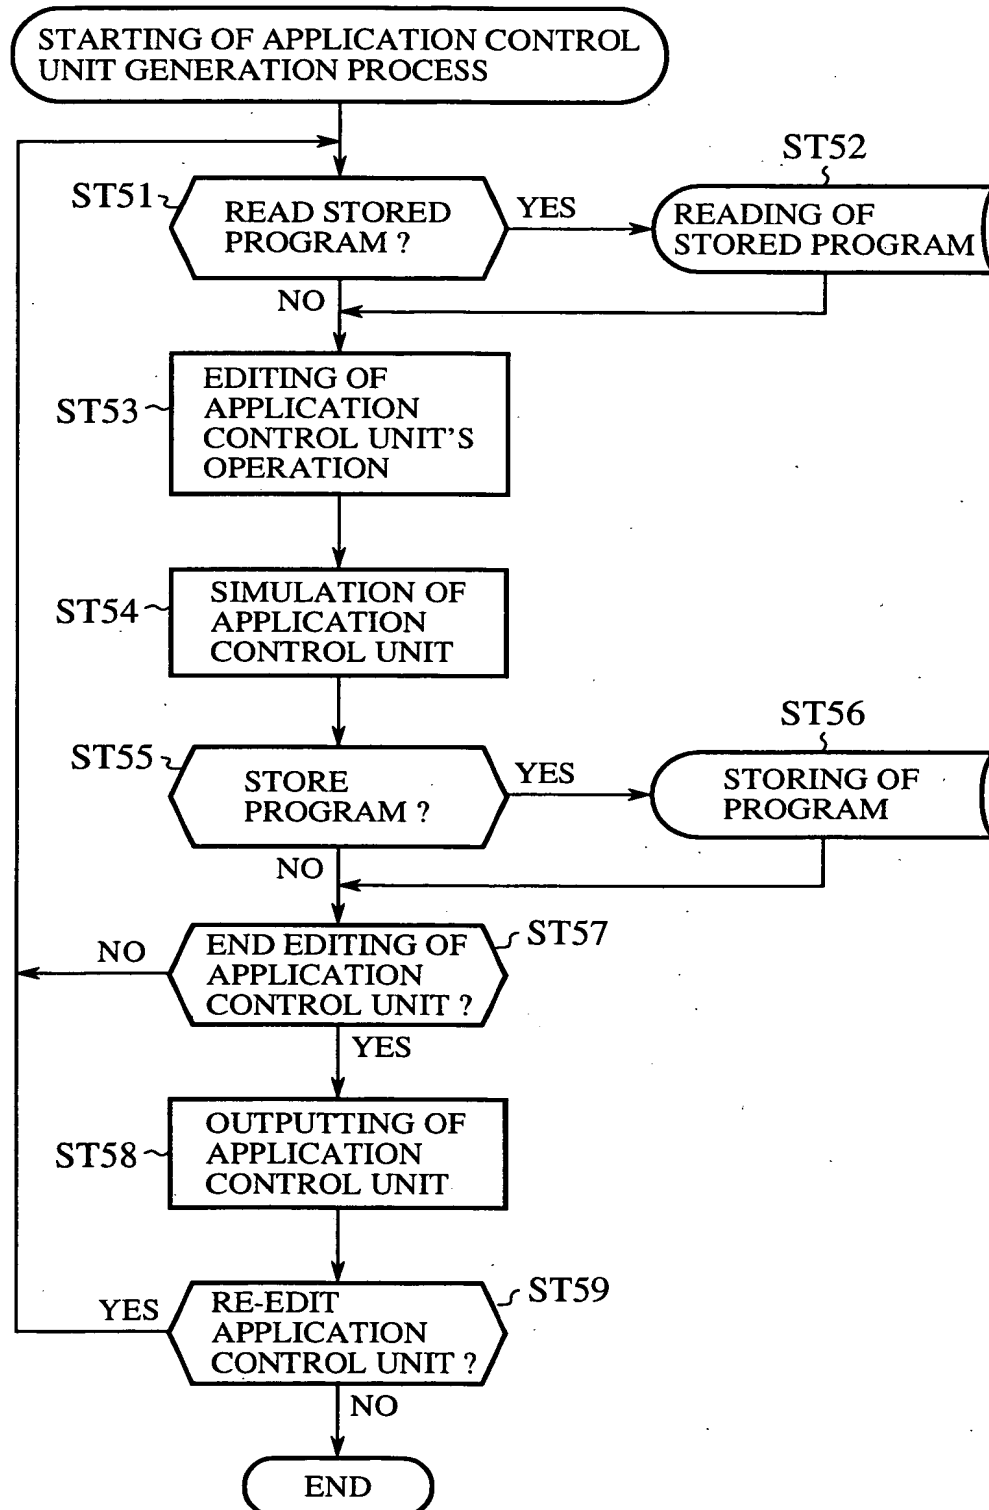 STARTING OF APPLICATION CONTROL
UNIT GENERATION PROCESS
ST51
READ STORED
PROGRAM ?
YES
ST52
READING OF
STORED PROGRAM
NO
ST53
EDITING OF
APPLICATION
CONTROL UNIT'S
OPERATION
ST54
SIMULATION OF
APPLICATION
CONTROL UNIT
ST55
STORE
PROGRAM ?
YES
ST56
STORING OF
PROGRAM
NO
ST57
END EDITING OF
APPLICATION
CONTROL UNIT ?
NO
YES
ST58
OUTPUTTING OF
APPLICATION
CONTROL UNIT
ST59
RE-EDIT
APPLICATION
CONTROL UNIT ?
YES
NO
END